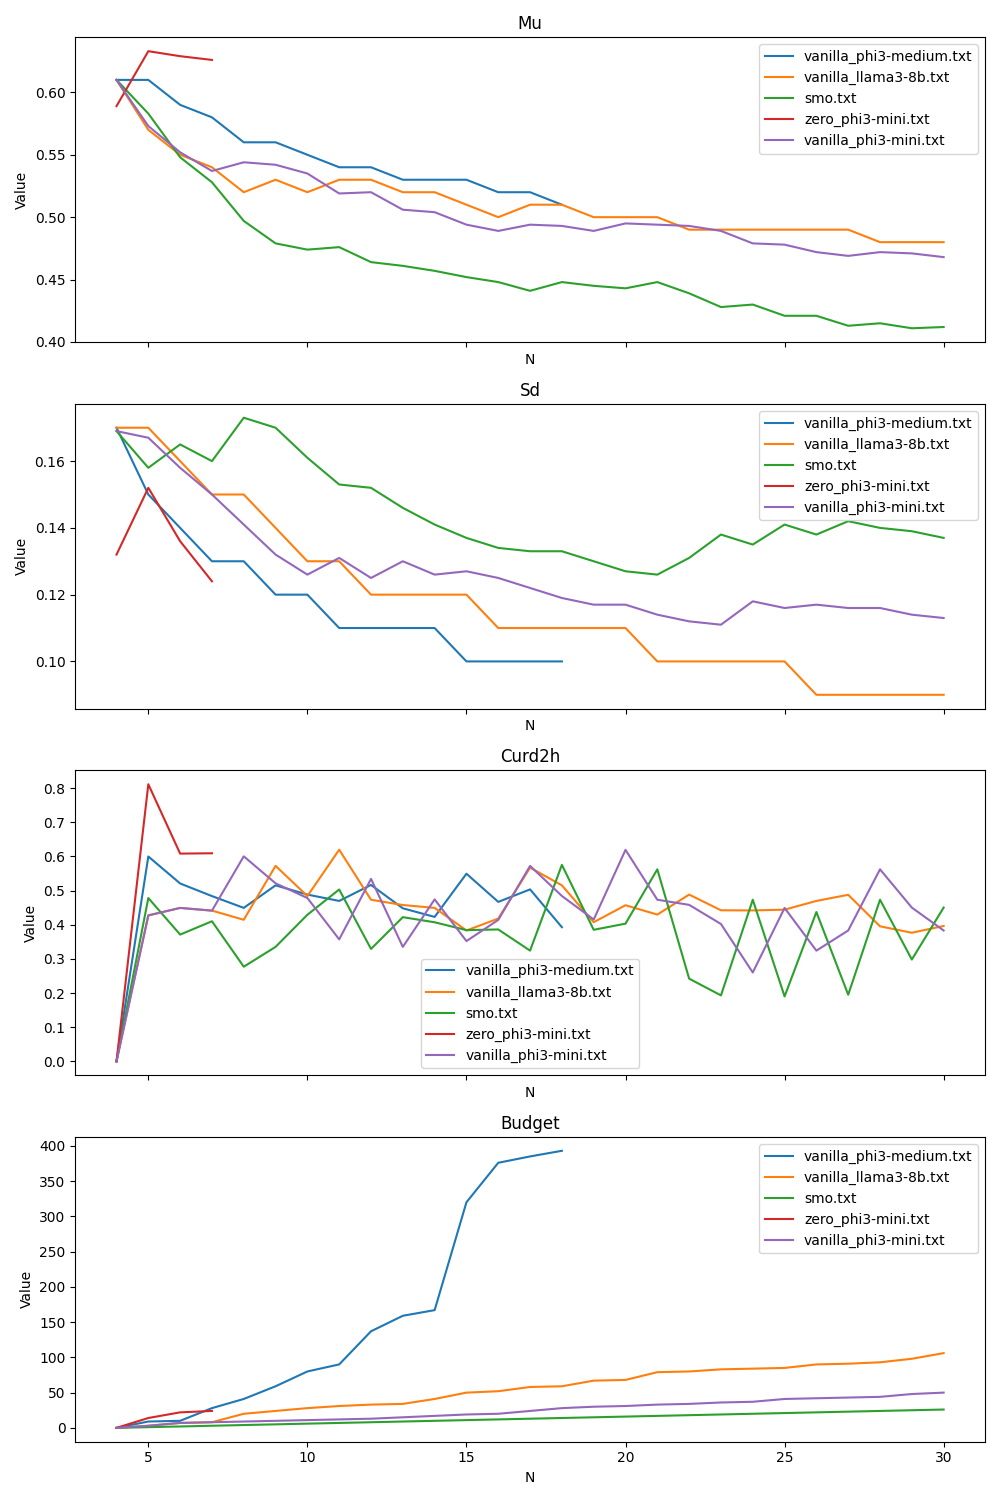 Mu
0.60
0.55
0.50
0.45
0.40
Value
N
vanilla_phi3-medium.txt
vanilla_llama3-8b.txt
smo.txt
zero_phi3-mini.txt
vanilla_phi3-mini.txt
Sd
0.16
0.14
0.12
0.10
Value
N
vanilla_phi3-medium.txt
vanilla_llama3-8b.txt
smo.txt
zero_phi3-mini.txt
vanilla_phi3-mini.txt
Curd2h
0.8
0.7
0.6
0.5
0.4
0.3
0.2
0.1
0.0
Value
N
vanilla_phi3-medium.txt
vanilla_llama3-8b.txt
smo.txt
zero_phi3-mini.txt
vanilla_phi3-mini.txt
Budget
400
350
300
250
200
150
100
50
0
Value
vanilla_phi3-medium.txt
vanilla_llama3-8b.txt
smo.txt
zero_phi3-mini.txt
vanilla_phi3-mini.txt
5 10 15 20 25 30
N